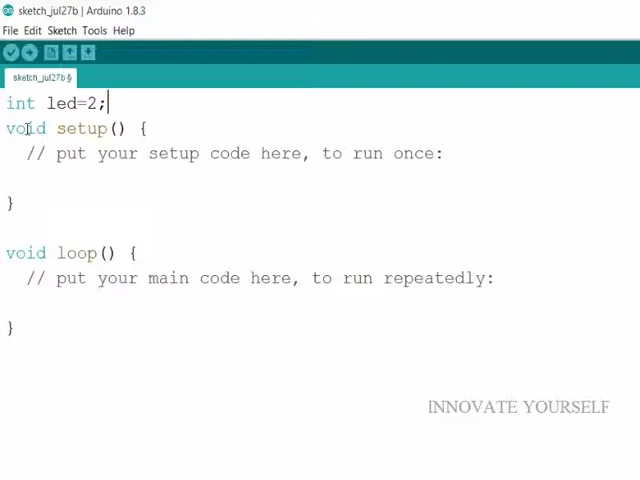 sketch_jul27b | Arduino 1.8.3
File Edit Sketch Tools Help
sketch_jul27b §
int led=2;
void setup() {
// put your setup code here, to run once:
}
void loop() {
// put your main code here, to run repeatedly:
}
INNOVATE YOURSELF